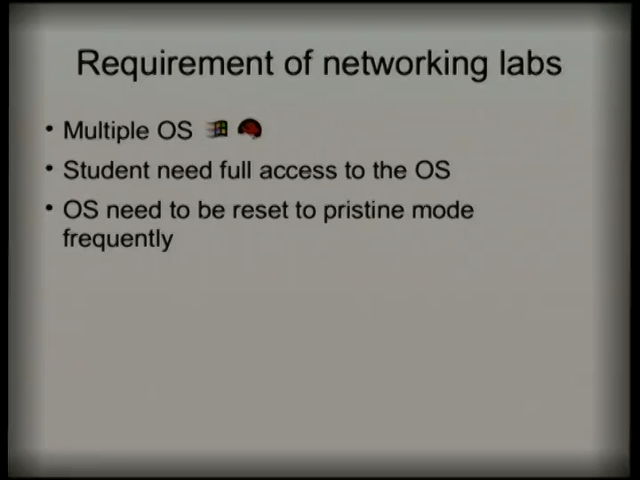 Requirement of networking labs
• Multiple OS
• Student need full access to the OS
• OS need to be reset to pristine mode
frequently